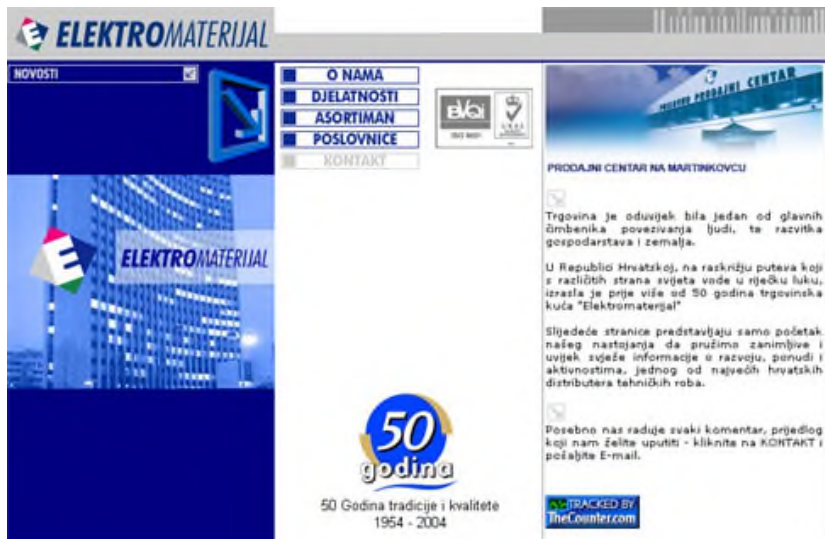 ELEKTROMATERIJAL
NOVOSTI
ELEKTROMATERIJAL
O NAMA
DJELATNOSTI
ASORTIMAN
POSLOVNICE
KONTAKT
BVQi
50
godina
50 Godina tradicije i kvalitete
1954 - 2004
PRODAJNI CENTAR
PRODAJNI CENTAR NA MARTINKOVCU
Trgovina je oduvijek bila jedan od glavnih
čimbenika povezivanja ljudi, te razvitka
gospodarstava i zemalja.
U Republici Hrvatskoj, na raskrižju puteva koji
s različitih strana svijeta vode u riječku luku,
izrasla je prije više od 50 godina trgovinska
kuća "Elektromaterijal"
Slijedeće stranice predstavljaju samo početak
našeg nastojanja da pružimo zanimljive i
uvijek svježe informacije o razvoju, ponudi i
aktivnostima, jednog od najvećih hrvatskih
distributera tehničkih roba.
Posebno nas raduje svaki komentar, prijedlog
koji nam želite uputiti - kliknite na KONTAKT i
pošaljite E-mail.
TRACKED BY
TheCounter.com